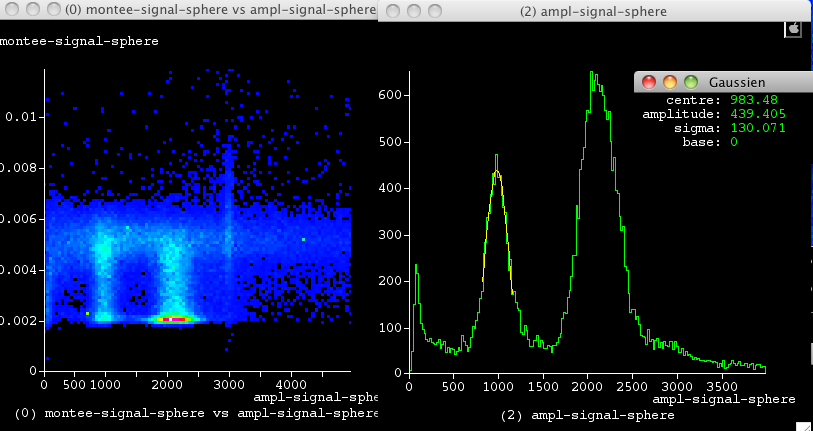 (0) montee-signal-sphere vs ampl-signal-sphere
montee-signal-sphere
0.01
0.008
0.006
0.004
0.002
0
0 500 1000 2000 3000 4000
ampl-signal-sphe
(0) montee-signal-sphere vs ampl-signal-sphere
(2) ampl-signal-sphere
600
500
400
300
200
100
0
0 500 1000 1500 2000 2500 3000 3500
ampl-signal-sphere
(2) ampl-signal-sphere
Gaussien
centre: 983.48
amplitude: 439.405
sigma: 130.071
base: 0